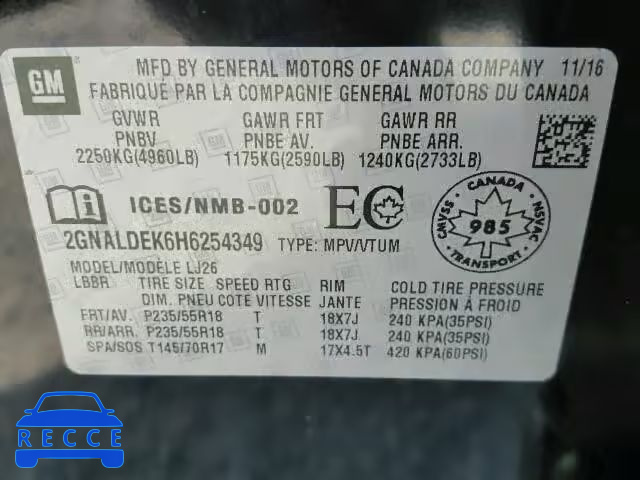 GM
MFD BY GENERAL MOTORS OF CANADA COMPANY 11/16
FABRIQUÉ PAR LA COMPAGNIE GENERAL MOTORS DU CANADA
GVWR GAWR FRT GAWR RR
PNBV PNBE AV. PNBE ARR.
2250KG(4960LB) 1175KG(2590LB) 1240KG(2733LB)
ICES/NMB-002 EC
CANADA
CMVSS 985 NSVAC
TRANSPORT
2GNALDEK6H6254349 TYPE: MPV/VTUM
MODEL/MODÈLE LJ26
LBBR TIRE SIZE SPEED RTG RIM COLD TIRE PRESSURE
DIM. PNEU COTE VITESSE JANTE PRESSION À FROID
FRT/AV. P235/55R18 T 18X7J 240 KPA(35PSI)
RR/ARR. P235/55R18 T 18X7J 240 KPA(35PSI)
SPA/SOS T145/70R17 M 17X4.5T 420 KPA(60PSI)
RECCE